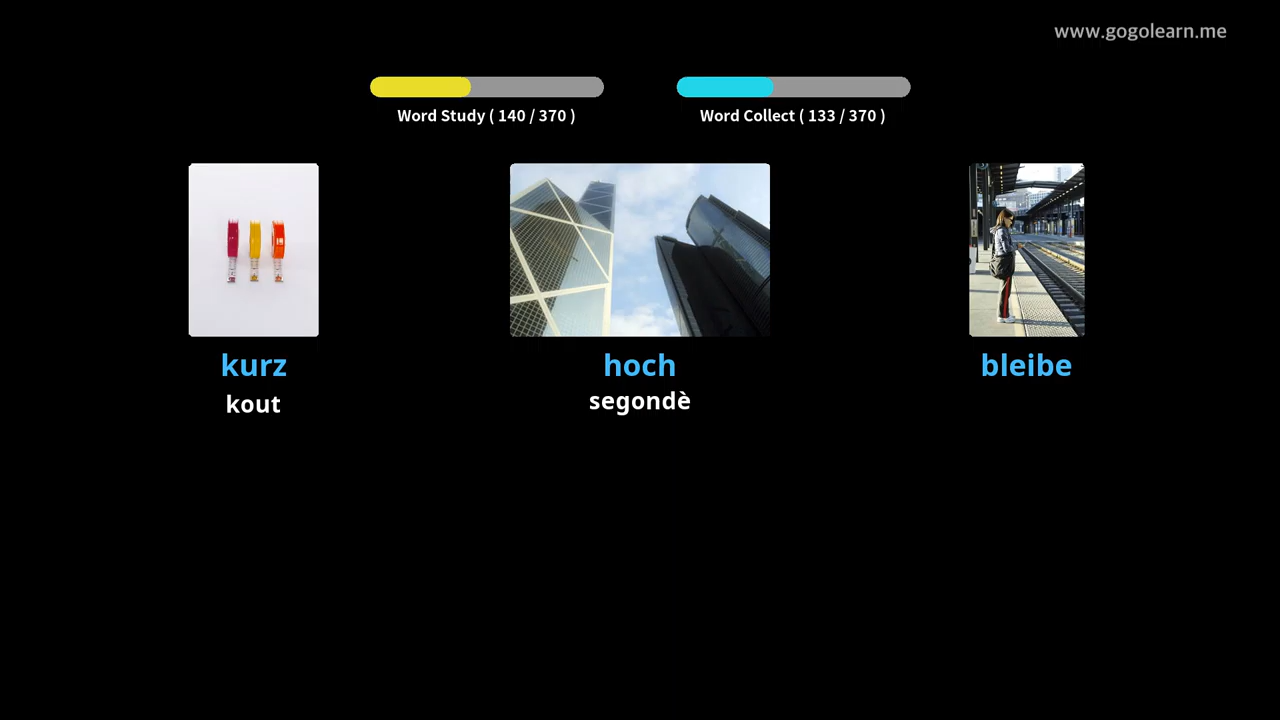 www.gogolearn.me
Word Study ( 140 / 370 )
Word Collect ( 133 / 370 )
kurz
kout
hoch
segondè
bleibe